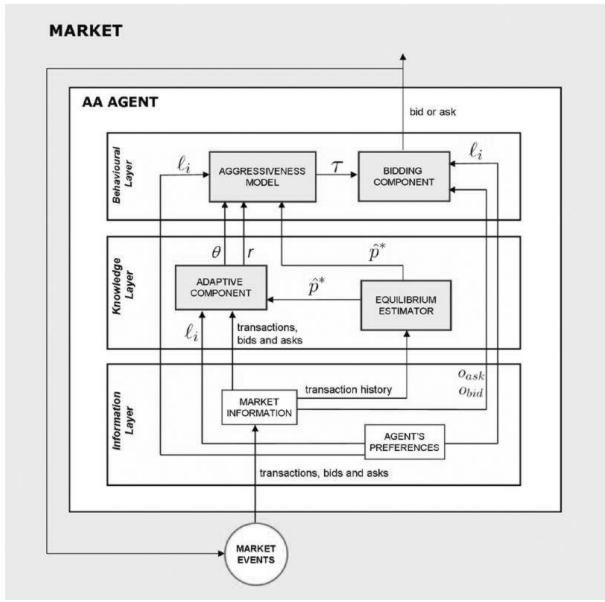 MARKET
AA AGENT
bid or ask
Behavioural
Layer
ℓi
AGGRESSIVENESS
MODEL
τ
BIDDING
COMPONENT
ℓi
θ
r
p̂*
Knowledge
Layer
ADAPTIVE
COMPONENT
p̂*
EQUILIBRIUM
ESTIMATOR
ℓi
transactions,
bids and asks
Information
Layer
transaction history
oask
obid
MARKET
INFORMATION
AGENT'S
PREFERENCES
transactions, bids and asks
MARKET
EVENTS